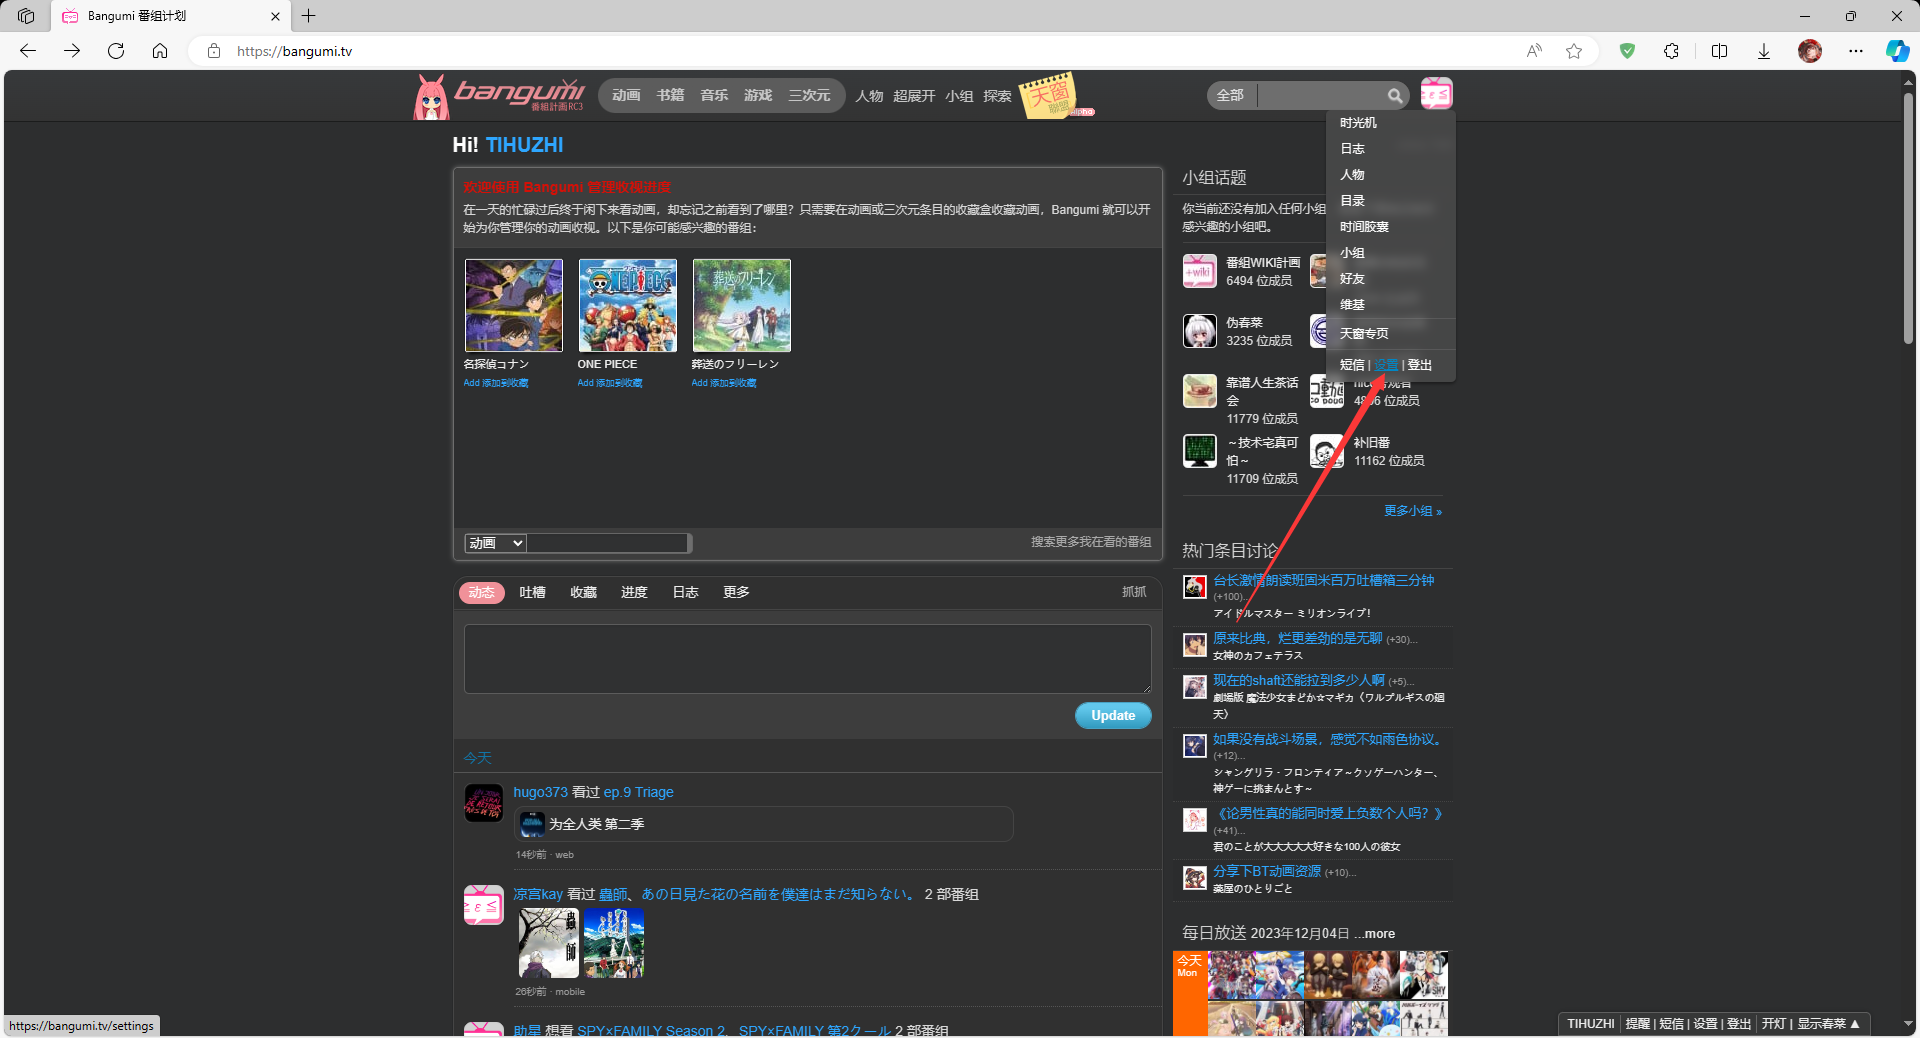 Bangumi 番组计划
https://bangumi.tv
bangumi
番組計画RC3
动画 书籍 音乐 游戏 三次元 人物 超展开 小组 探索
天窗
聯盟
alpha
全部
时光机
日志
人物
目录
时间胶囊
小组
好友
维基
天窗专页
短信 | 设置 | 登出
Hi! TIHUZHI
欢迎使用 Bangumi 管理收视进度
在一天的忙碌过后终于闲下来看动画，却忘记之前看到了哪里？只需要在动画或三次元条目的收藏盒收藏动画，Bangumi 就可以开
始为你管理你的动画收视。以下是你可能感兴趣的番组：
ONE PIECE
葬送のフリーレン
名探偵コナン
Add 添加到收藏
ONE PIECE
Add 添加到收藏
葬送のフリーレン
Add 添加到收藏
动画
搜索更多我在看的番组
动态 吐槽 收藏 进度 日志 更多 抓抓
Update
今天
hugo373 看过 ep.9 Triage
为全人类 第二季
14秒前 · web
凉宫kay 看过 蟲師、あの日見た花の名前を僕達はまだ知らない。 2 部番组
蟲師
26秒前 · mobile
助星 想看 SPY×FAMILY Season 2、SPY×FAMILY 第2クール 2 部番组
小组话题
你当前还没有加入任何小组
感兴趣的小组吧。
+wiki
番組WIKI計画
6494 位成员
伪春菜
3235 位成员
靠谱人生茶话
会
11779 位成员
位成员
～技术宅真可
怕～
11709 位成员
补旧番
11162 位成员
更多小组 »
热门条目讨论
台长激情朗读班固米百万吐槽箱三分钟
(+100)...
アイドルマスター ミリオンライブ！
原来比典，烂更差劲的是无聊 (+30)...
女神のカフェテラス
现在的shaft还能拉到多少人啊 (+5)...
劇場版 魔法少女まどか☆マギカ〈ワルプルギスの廻
天〉
如果没有战斗场景，感觉不如雨色协议。
(+12)...
シャングリラ・フロンティア～クソゲーハンター、
神ゲーに挑まんとす～
《论男性真的能同时爱上负数个人吗？》
(+41)...
君のことが大大大大大好きな100人の彼女
分享下BT动画资源 (+10)...
薬屋のひとりごと
每日放送 2023年12月04日 ...more
今天
Mon
SHY
https://bangumi.tv/settings
TIHUZHI 提醒 | 短信 | 设置 | 登出 开灯 | 显示春菜 ▲